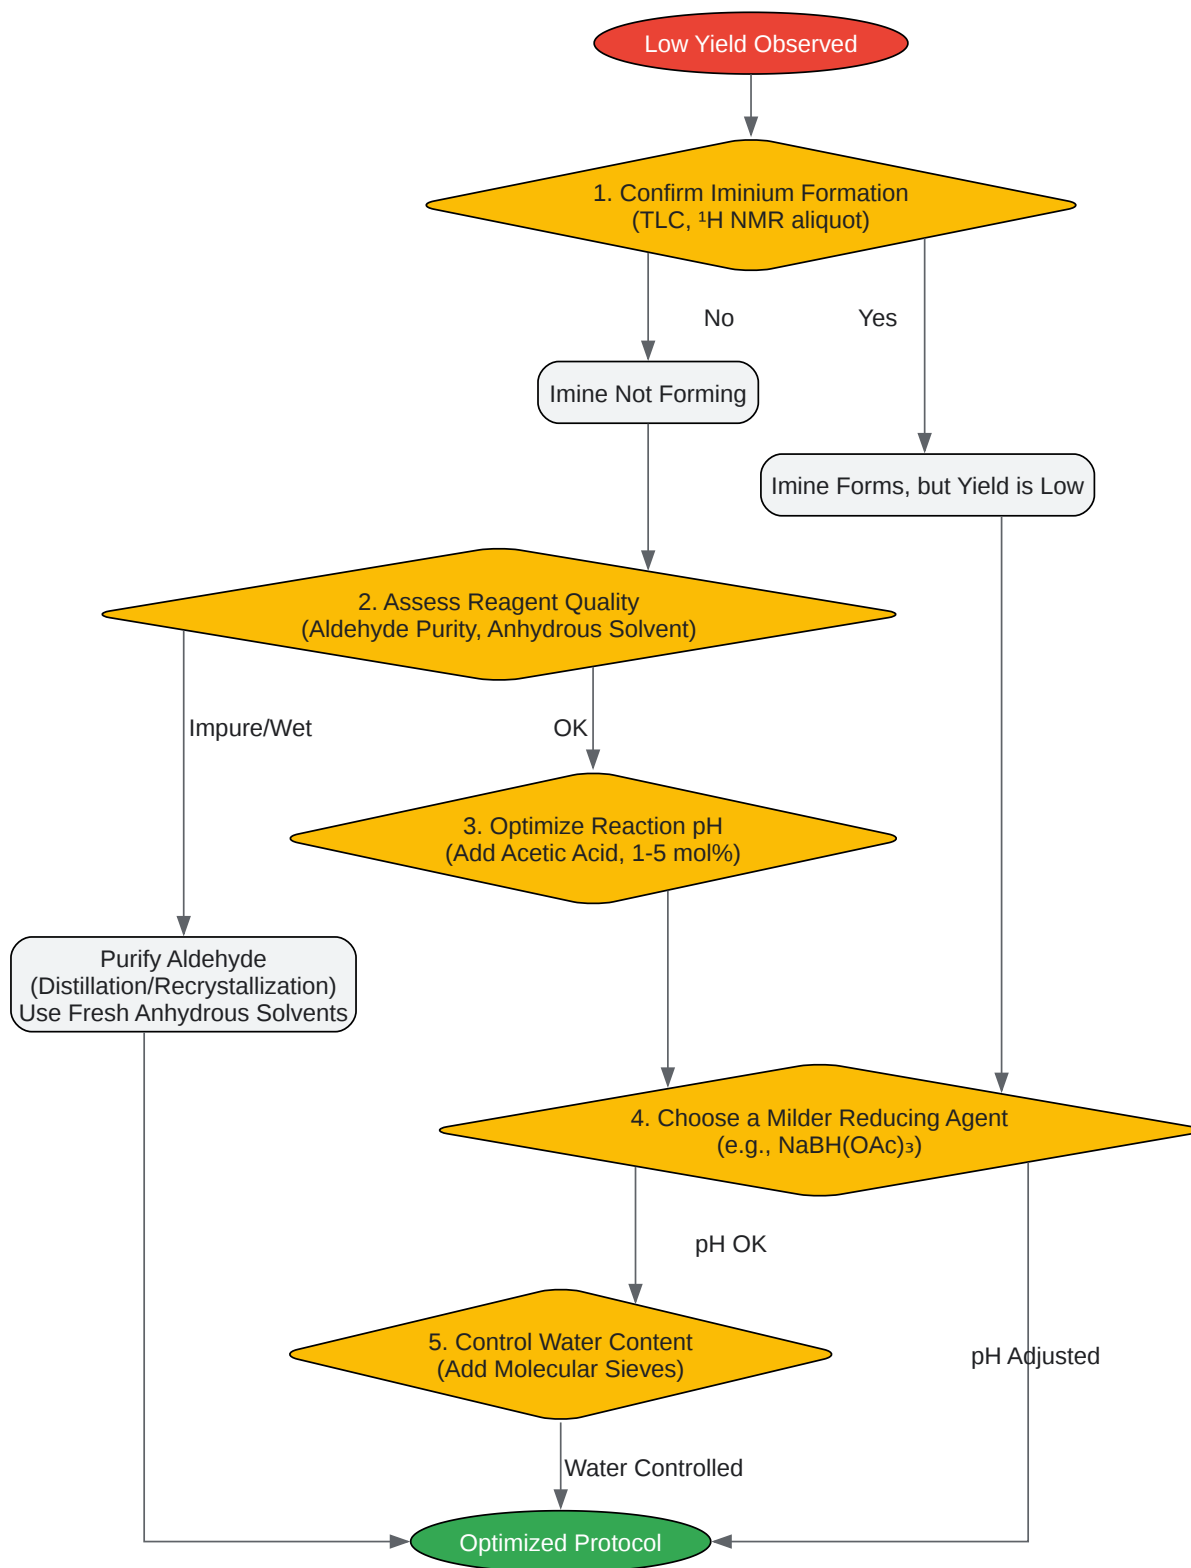 Low Yield Observed
1. Confirm Iminium Formation
(TLC, ¹H NMR aliquot)
No
Yes
Imine Not Forming
Imine Forms, but Yield is Low
2. Assess Reagent Quality
(Aldehyde Purity, Anhydrous Solvent)
Impure/Wet
OK
3. Optimize Reaction pH
(Add Acetic Acid, 1-5 mol%)
Purify Aldehyde
(Distillation/Recrystallization)
Use Fresh Anhydrous Solvents
4. Choose a Milder Reducing Agent
(e.g., NaBH(OAc)₃)
pH OK
5. Control Water Content
(Add Molecular Sieves)
pH Adjusted
Water Controlled
Optimized Protocol